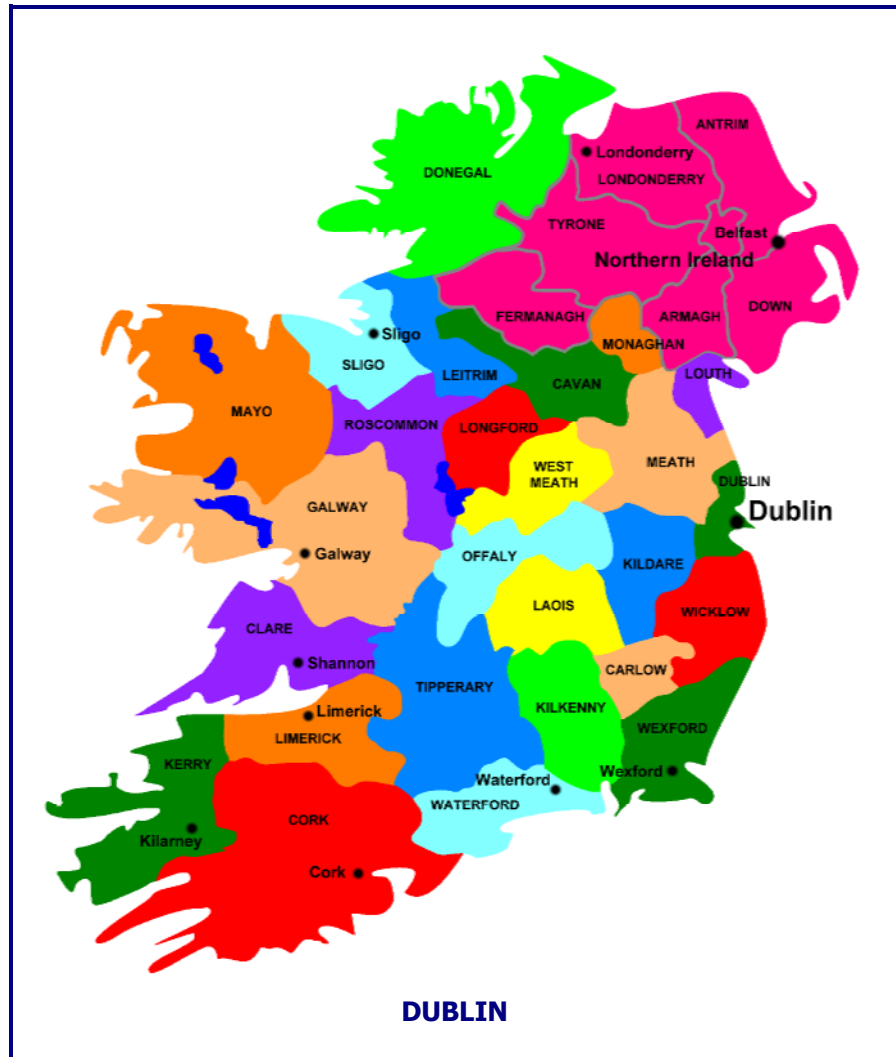 ANTRIM
Londonderry
DONEGAL
LONDONDERRY
TYRONE
Belfast
Northern Ireland
DOWN
FERMANAGH
ARMAGH
Sligo
MONAGHAN
SLIGO
LEITRIM
LOUTH
CAVAN
MAYO
ROSCOMMON
LONGFORD
WEST
MEATH
MEATH
DUBLIN
GALWAY
Dublin
Galway
OFFALY
KILDARE
LAOIS
WICKLOW
CLARE
Shannon
CARLOW
TIPPERARY
KILKENNY
Limerick
WEXFORD
LIMERICK
KERRY
Wexford
Waterford
WATERFORD
CORK
Kilarney
Cork
DUBLIN